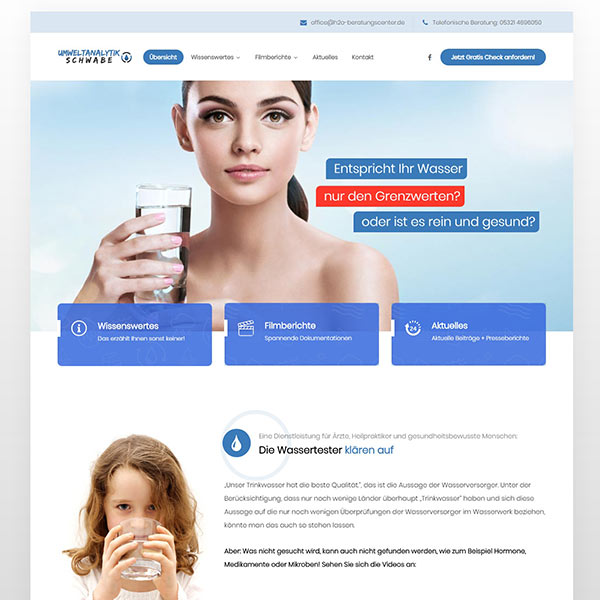 office@h2o-beratungscenter.de
Telefonische Beratung: 05321 4696050
UMWELTANALYTIK
SCHWABE
Übersicht
Wissenswertes
Filmberichte
Aktuelles
Kontakt
Jetzt Gratis Check anfordern!
Entspricht Ihr Wasser
nur den Grenzwerten?
oder ist es rein und gesund?
Wissenswertes
Das erzählt Ihnen sonst keiner!
Filmberichte
Spannende Dokumentationen
24
Aktuelles
Aktuelle Beiträge + Presseberichte
Eine Dienstleistung für Ärzte, Heilpraktiker und gesundheitsbewusste Menschen:
Die Wassertester klären auf
„Unser Trinkwasser hat die beste Qualität", das ist die Aussage der Wasserversorger. Unter der
Berücksichtigung, dass nur noch wenige Länder überhaupt „Trinkwasser" haben und sich diese
Aussage auf die nur noch wenigen Überprüfungen der Wasserversorger im Wasserwerk beziehen,
könnte man das auch so stehen lassen.
Aber: Was nicht gesucht wird, kann auch nicht gefunden werden, wie zum Beispiel Hormone,
Medikamente oder Mikroben! Sehen Sie sich die Videos an: